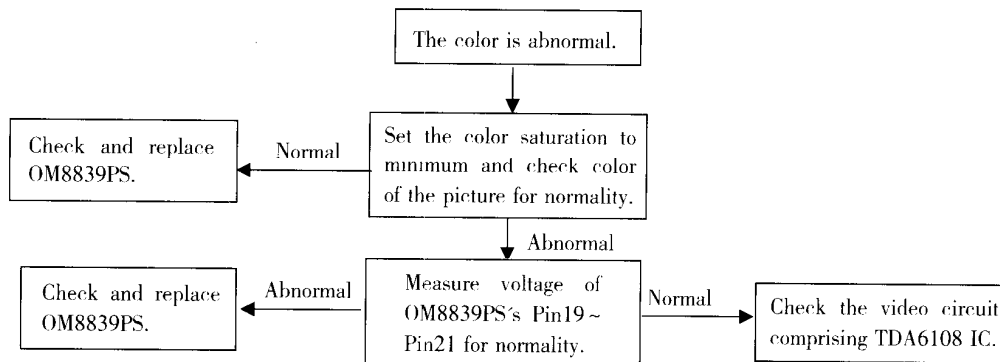 The color is abnormal.
Set the color saturation to
minimum and check color
of the picture for normality.
Normal
Check and replace
OM8839PS.
Abnormal
Measure voltage of
OM8839PS's Pin19~
Pin21 for normality.
Abnormal
Check and replace
OM8839PS.
Normal
Check the video circuit
comprising TDA6108 IC.